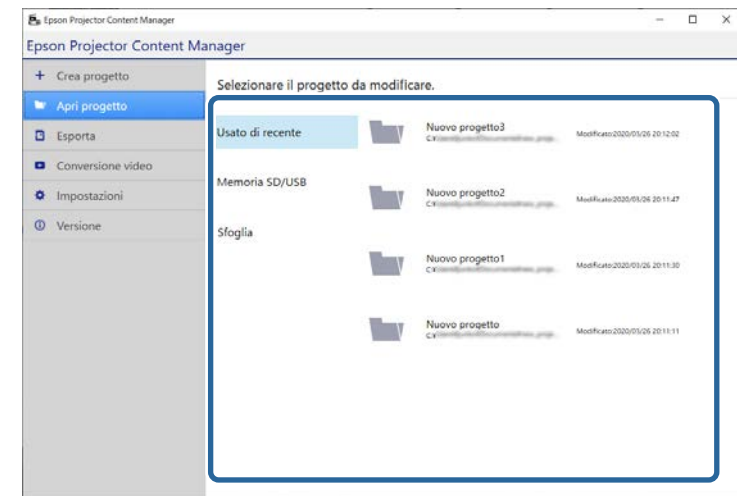 Epson Projector Content Manager
Epson Projector Content Manager
Crea progetto
Apri progetto
Esporta
Conversione video
Impostazioni
Versione
Selezionare il progetto da modificare.
Usato di recente
Memoria SD/USB
Sfoglia
Nuovo progetto3
Modificato:2020/03/26 20:12:02
Nuovo progetto2
Modificato:2020/03/26 20:11:47
Nuovo progetto1
Modificato:2020/03/26 20:11:30
Nuovo progetto
Modificato:2020/03/26 20:11:11